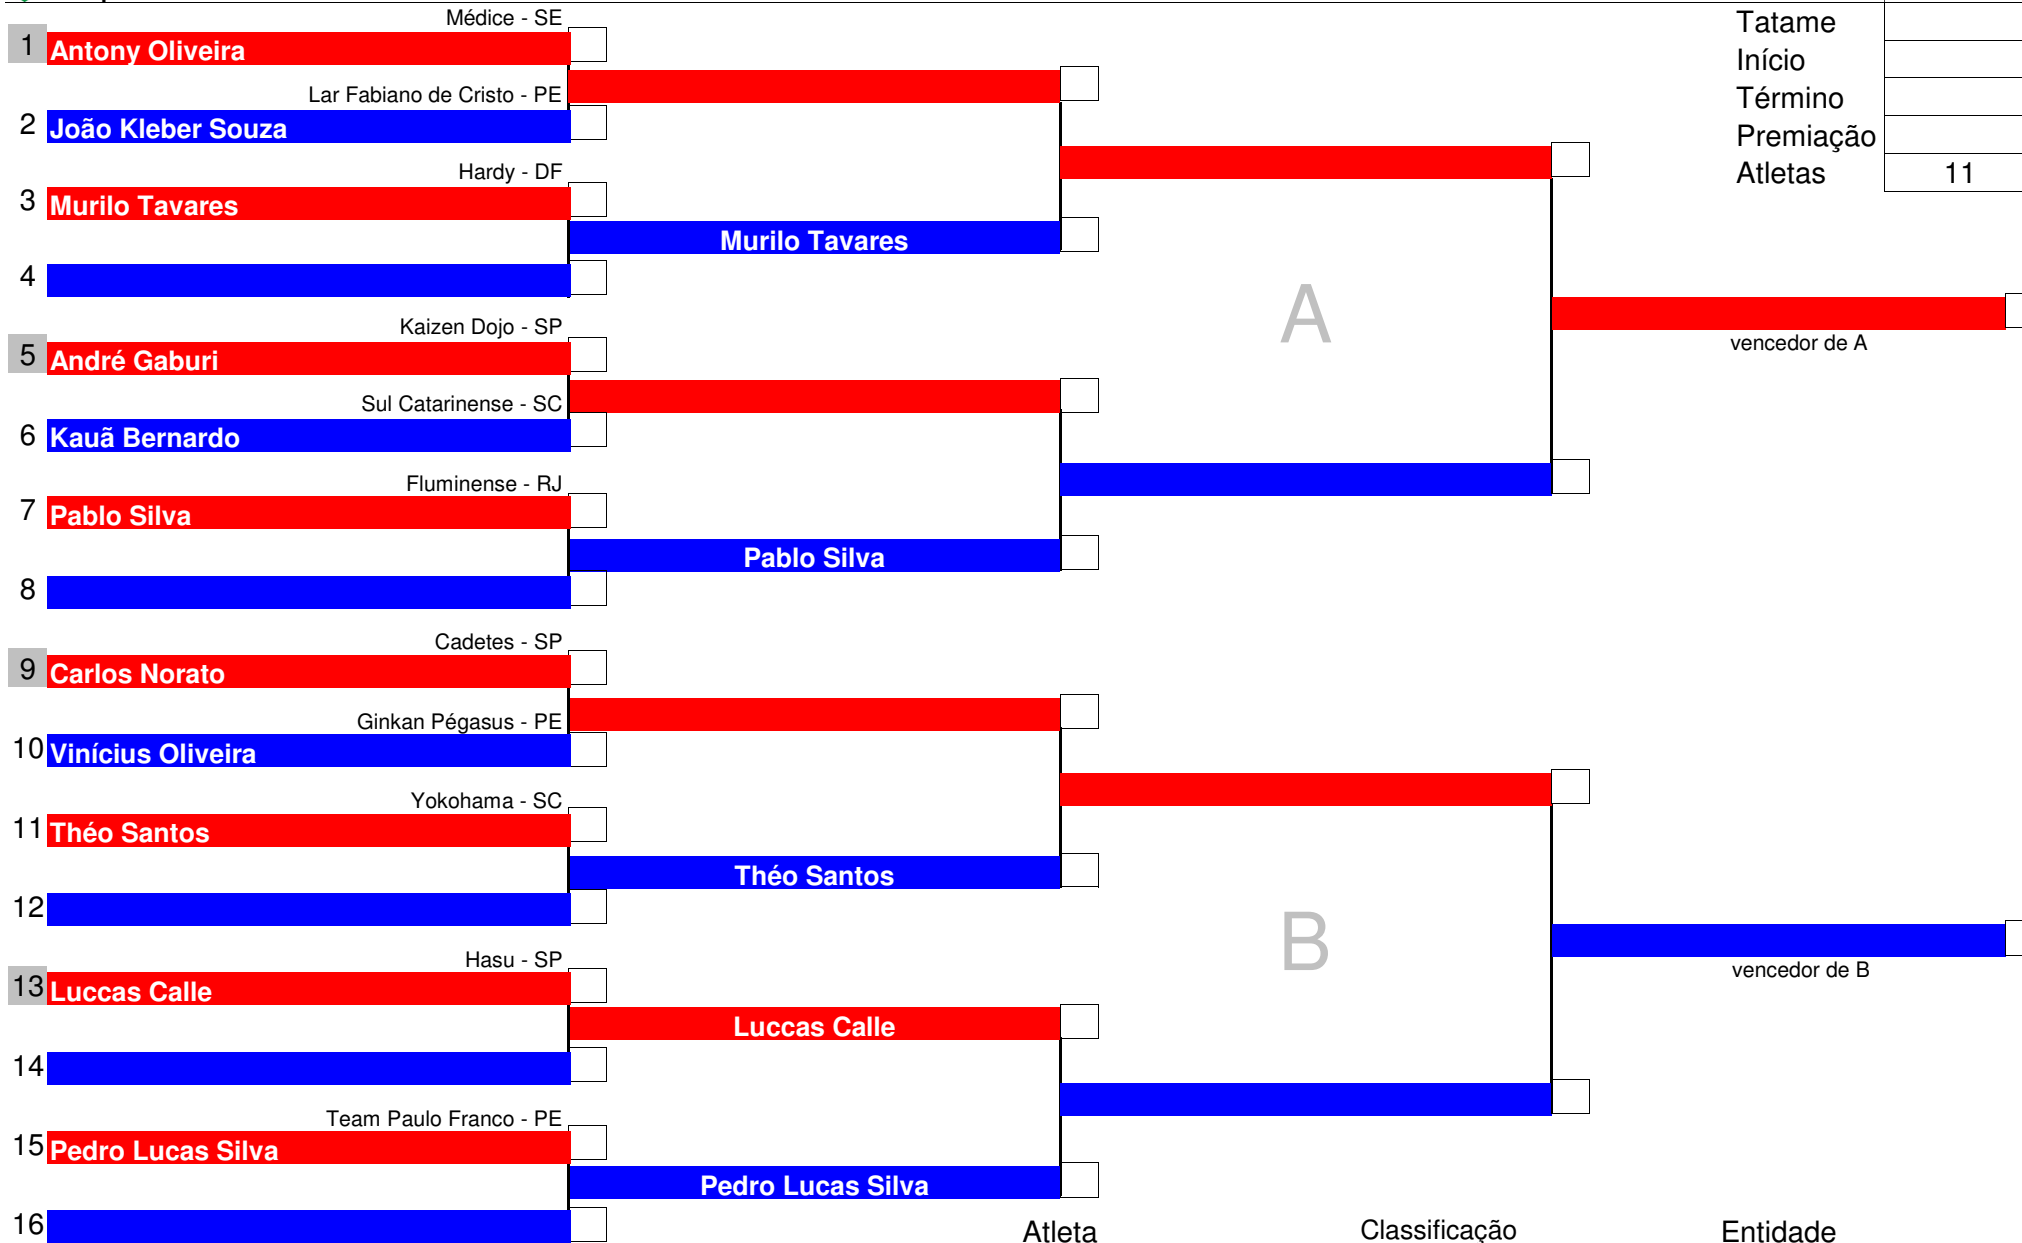 Médice - SE
1 Antony Oliveira
Lar Fabiano de Cristo - PE
2 João Kleber Souza
Hardy - DF
3 Murilo Tavares
Murilo Tavares
4
Kaizen Dojo - SP
5 André Gaburi
Sul Catarinense - SC
6 Kauã Bernardo
Fluminense - RJ
7 Pablo Silva
Pablo Silva
8
Cadetes - SP
9 Carlos Norato
Ginkan Pégasus - PE
10 Vinícius Oliveira
Yokohama - SC
11 Théo Santos
Théo Santos
12
Hasu - SP
13 Luccas Calle
Luccas Calle
14
Team Paulo Franco - PE
15 Pedro Lucas Silva
Pedro Lucas Silva
16
A
B
Tatame
Início
Término
Premiação
Atletas 11
vencedor de A
vencedor de B
Atleta Classificação Entidade